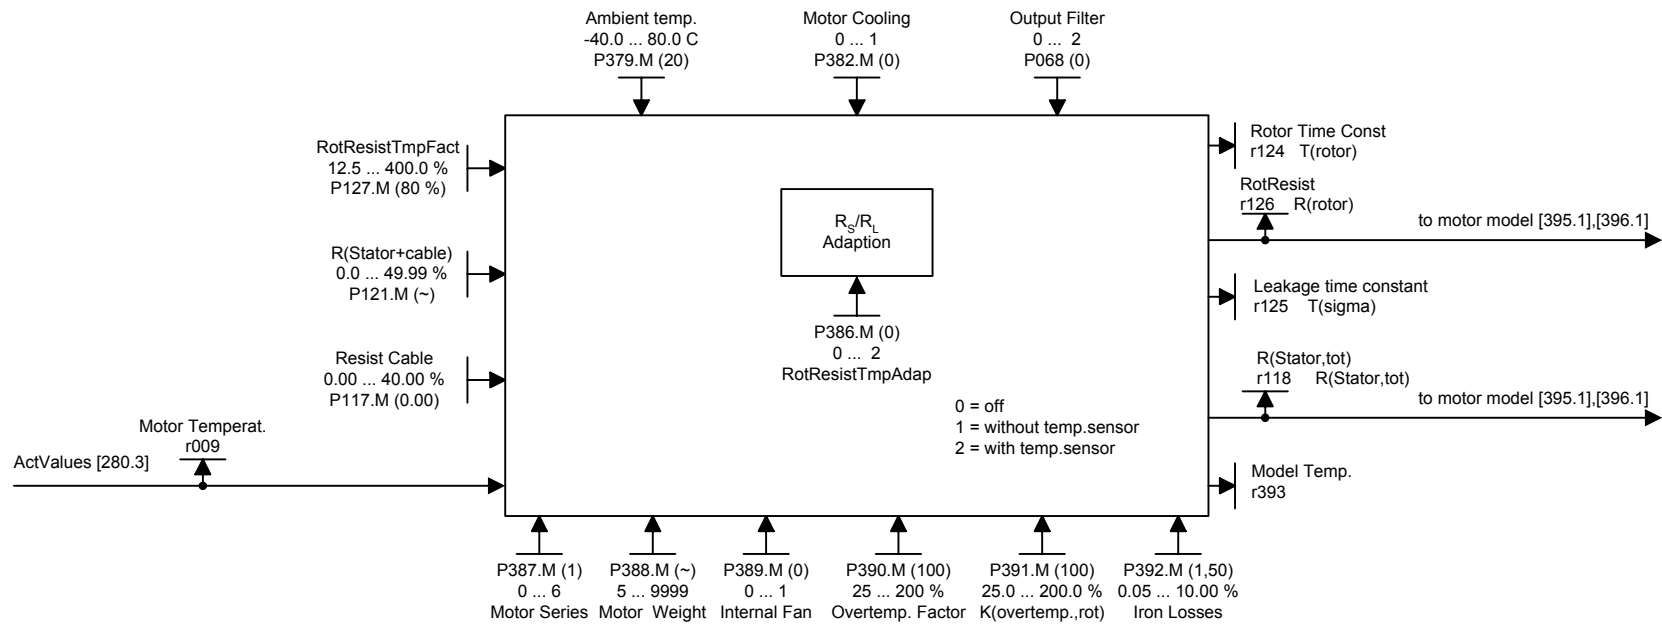 Ambient temp.
-40.0 ... 80.0 C
P379.M (20)
Motor Cooling
0 ... 1
P382.M (0)
Output Filter
0 ...  2
P068 (0)
RotResistTmpFact
12.5 ... 400.0 %
P127.M (80 %)
R(Stator+cable)
0.0 ... 49.99 %
P121.M (~)
Resist Cable
0.00 ... 40.00 %
P117.M (0.00)
Motor Temperat.
r009
ActValues [280.3]
RS/RL
Adaption
P386.M (0)
0 ...  2
RotResistTmpAdap
0 = off
1 = without temp.sensor
2 = with temp.sensor
Rotor Time Const
r124   T(rotor)
RotResist
r126    R(rotor)
to motor model [395.1],[396.1]
Leakage time constant
r125    T(sigma)
R(Stator,tot)
r118      R(Stator,tot)
to motor model [395.1],[396.1]
Model Temp.
r393
P387.M (1)
0 ... 6
Motor Series
P388.M (~)
5 ... 9999
Motor  Weight
P389.M (0)
0 ... 1
Internal Fan
P390.M (100)
25 ... 200 %
Overtemp. Factor
P391.M (100)
25.0 ... 200.0 %
K(overtemp.,rot)
P392.M (1,50)
0.05 ... 10.00 %
Iron Losses